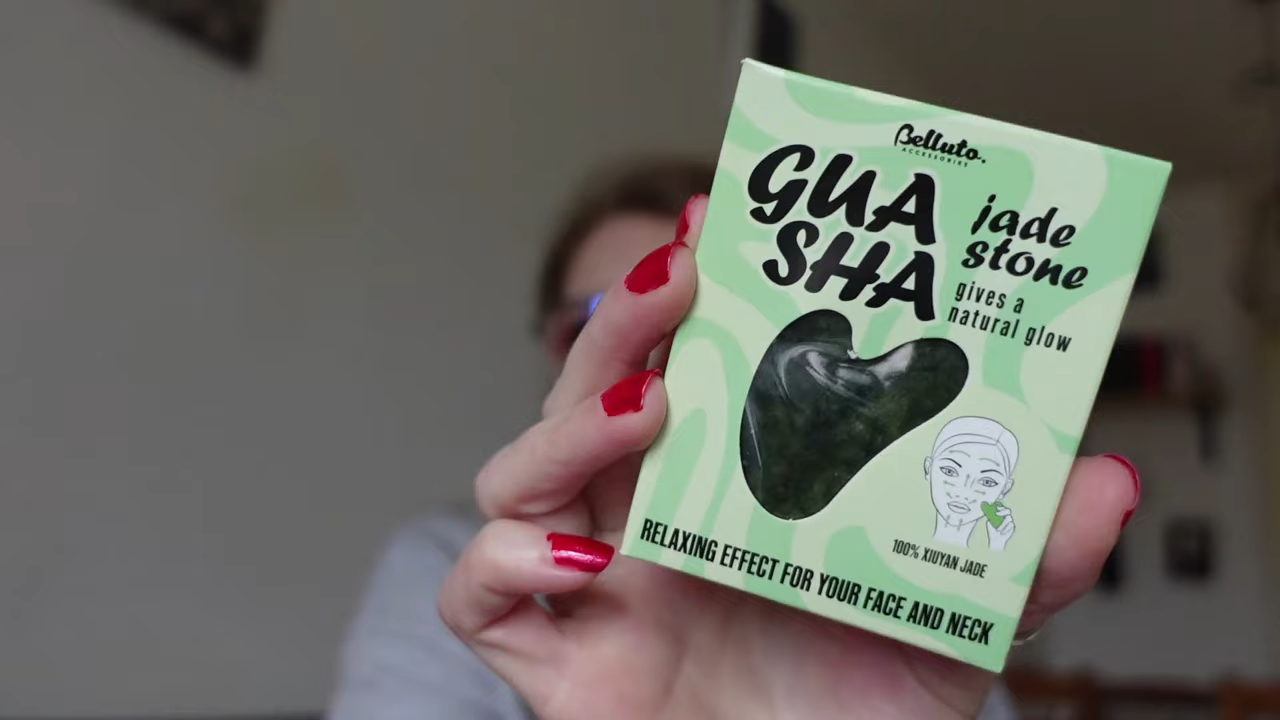 Belluto.
ACCESSORIES
GUA
SHA
jade
stone
gives a
natural glow
100% XIUYAN JADE
RELAXING EFFECT FOR YOUR FACE AND NECK